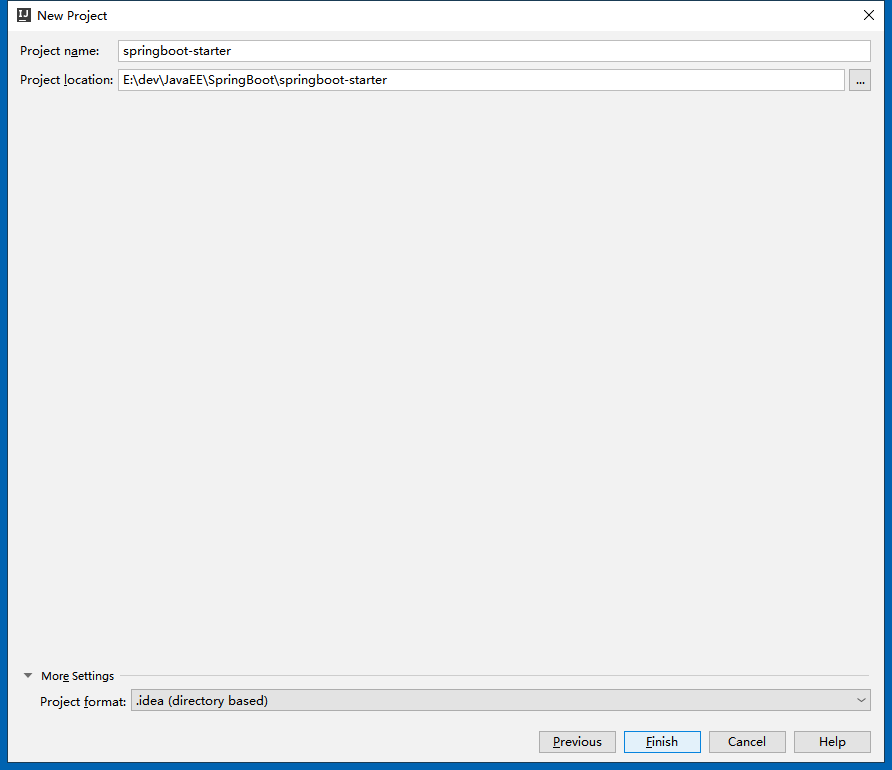 New Project
Project name: springboot-starter
Project location: E:\dev\JavaEE\SpringBoot\springboot-starter ...
More Settings
Project format: .idea (directory based)
Previous Finish Cancel Help